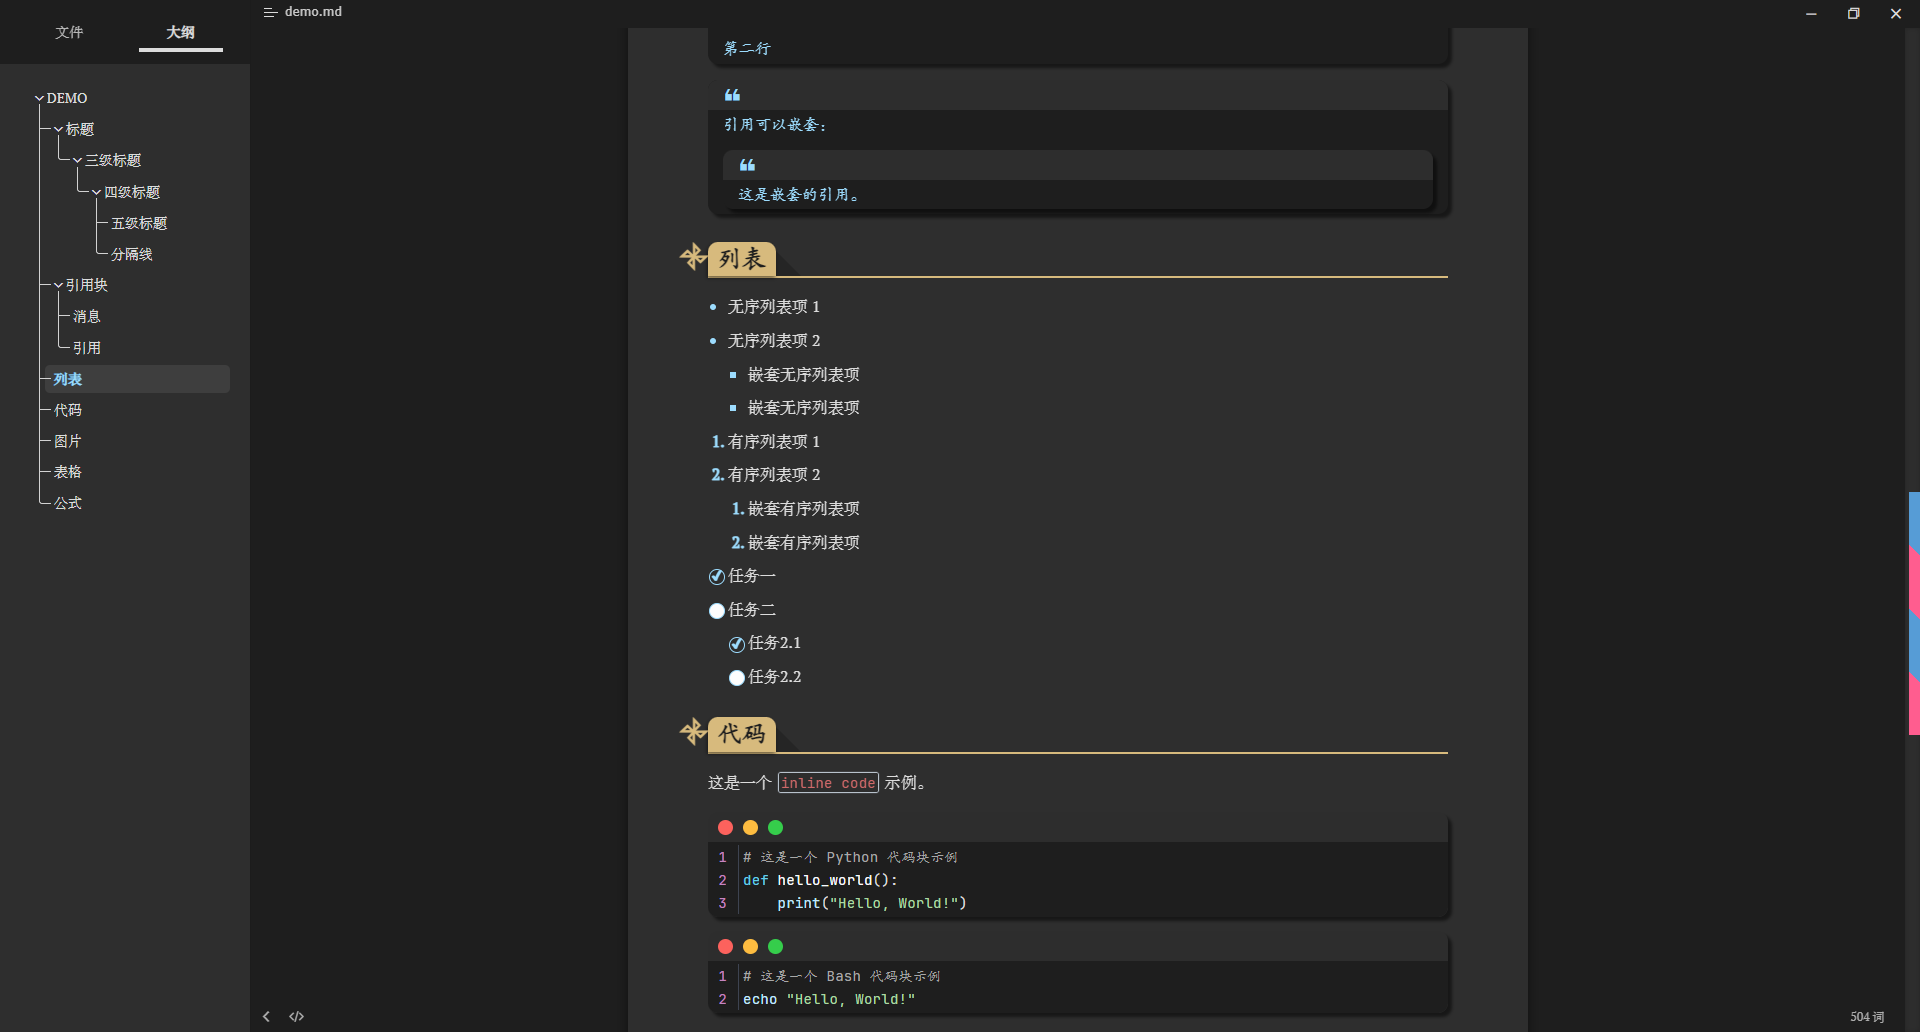 demo.md
文件 大纲
DEMO
标题
三级标题
四级标题
五级标题
分隔线
引用块
消息
引用
列表
代码
图片
表格
公式
第二行
❝
引用可以嵌套：
❝
这是嵌套的引用。
列表
• 无序列表项 1
• 无序列表项 2
▪ 嵌套无序列表项
▪ 嵌套无序列表项
1. 有序列表项 1
2. 有序列表项 2
1. 嵌套有序列表项
2. 嵌套有序列表项
任务一
任务二
任务2.1
任务2.2
代码
这是一个 inline code 示例。
1 # 这是一个 Python 代码块示例
2 def hello_world():
3     print("Hello, World!")
1 # 这是一个 Bash 代码块示例
2 echo "Hello, World!"
504 词